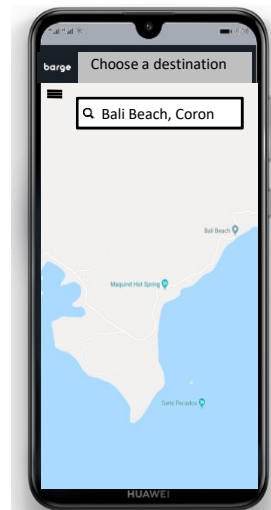 barge
Choose a destination
Bali Beach, Coron
Bali Beach
Maquinit Hot Spring
Siete Pecados
HUAWEI